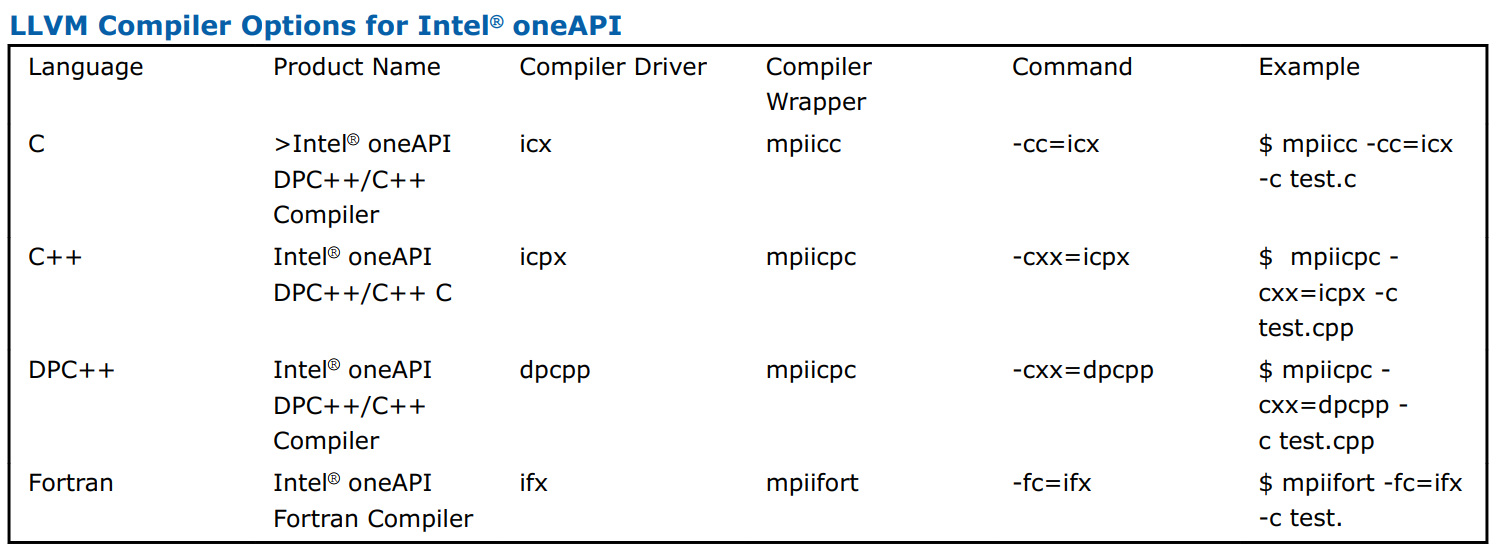 LLVM Compiler Options for Intel® oneAPI
Language Product Name Compiler Driver Compiler Wrapper Command Example
C >Intel® oneAPI DPC++/C++ Compiler icx mpiicc -cc=icx $ mpiicc -cc=icx -c test.c
C++ Intel® oneAPI DPC++/C++ C icpx mpiicpc -cxx=icpx $ mpiicpc -cxx=icpx -c test.cpp
DPC++ Intel® oneAPI DPC++/C++ Compiler dpcpp mpiicpc -cxx=dpcpp $ mpiicpc -cxx=dpcpp -c test.cpp
Fortran Intel® oneAPI Fortran Compiler ifx mpiifort -fc=ifx $ mpiifort -fc=ifx -c test.